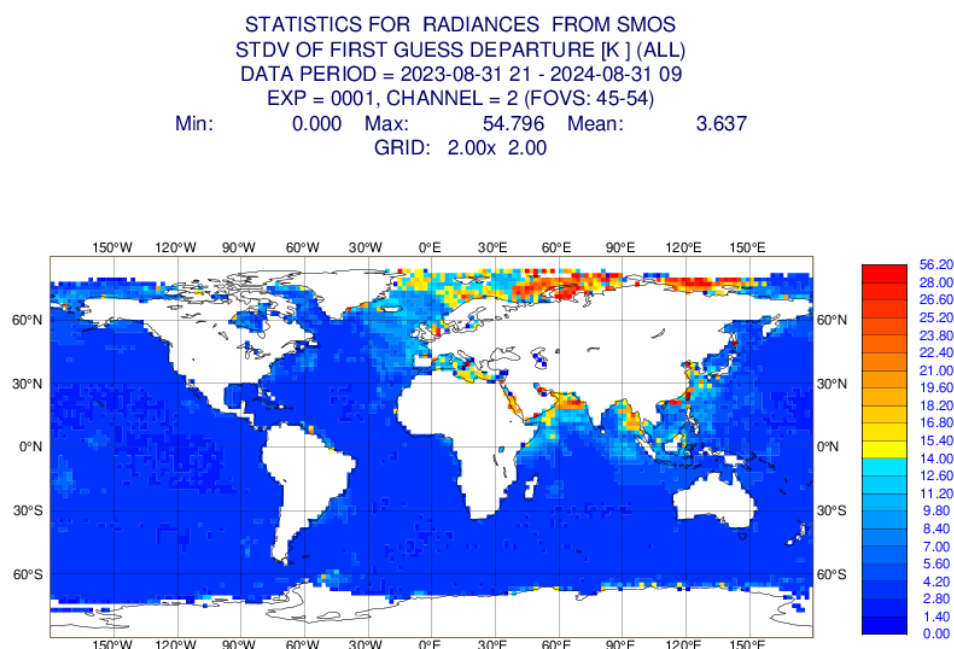 STATISTICS FOR RADIANCES FROM SMOS
STDV OF FIRST GUESS DEPARTURE [K ] (ALL)
DATA PERIOD = 2023-08-31 21 - 2024-08-31 09
EXP = 0001, CHANNEL = 2 (FOVS: 45-54)
Min: 0.000 Max: 54.796 Mean: 3.637
GRID: 2.00x 2.00
150°W 120°W 90°W 60°W 30°W 0°E 30°E 60°E 90°E 120°E 150°E
60°N
30°N
0°N
30°S
60°S
150°W 120°W 90°W 60°W 30°W 0°E 30°E 60°E 90°E 120°E 150°E
56.20
28.00
26.60
25.20
23.80
22.40
21.00
19.60
18.20
16.80
15.40
14.00
12.60
11.20
9.80
8.40
7.00
5.60
4.20
2.80
1.40
0.00